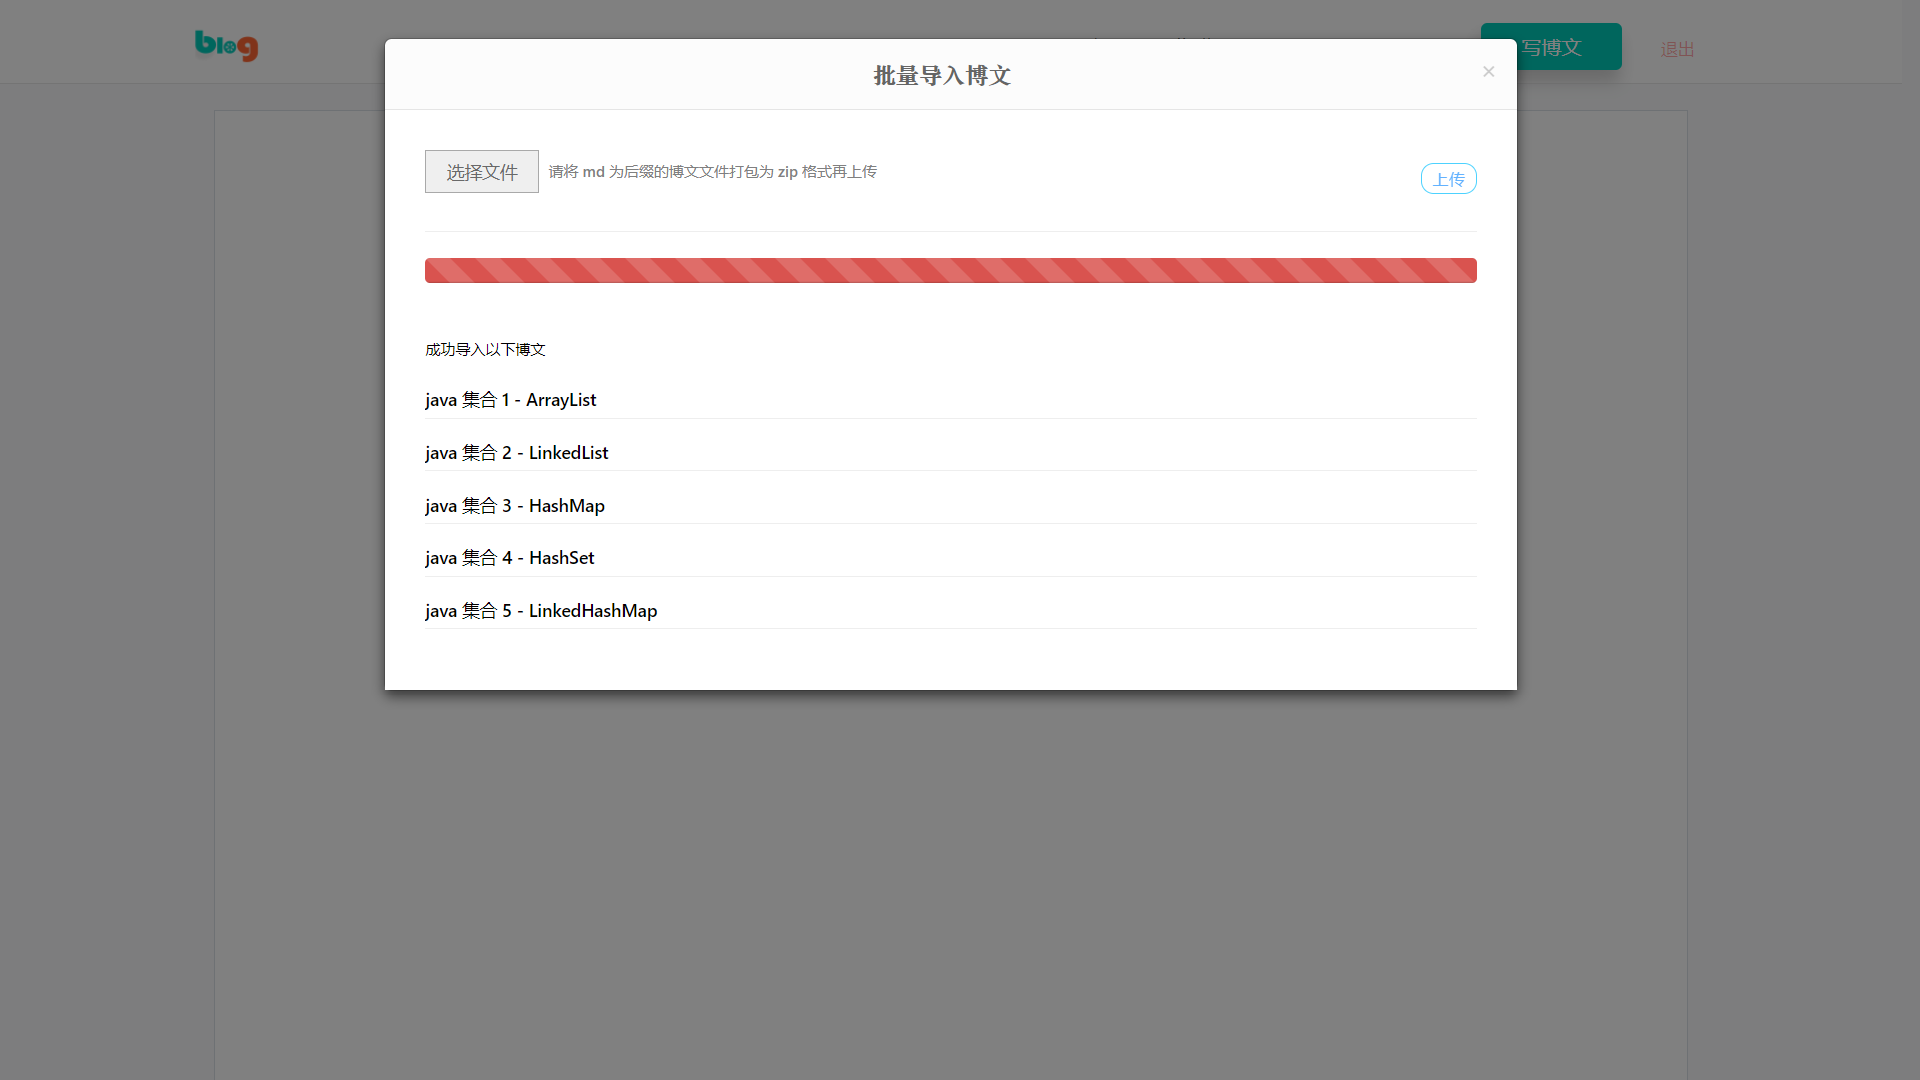 blog
写博文
退出
批量导入博文
×
选择文件 请将 md 为后缀的博文文件打包为 zip 格式再上传
上传
成功导入以下博文
java 集合 1 - ArrayList
java 集合 2 - LinkedList
java 集合 3 - HashMap
java 集合 4 - HashSet
java 集合 5 - LinkedHashMap